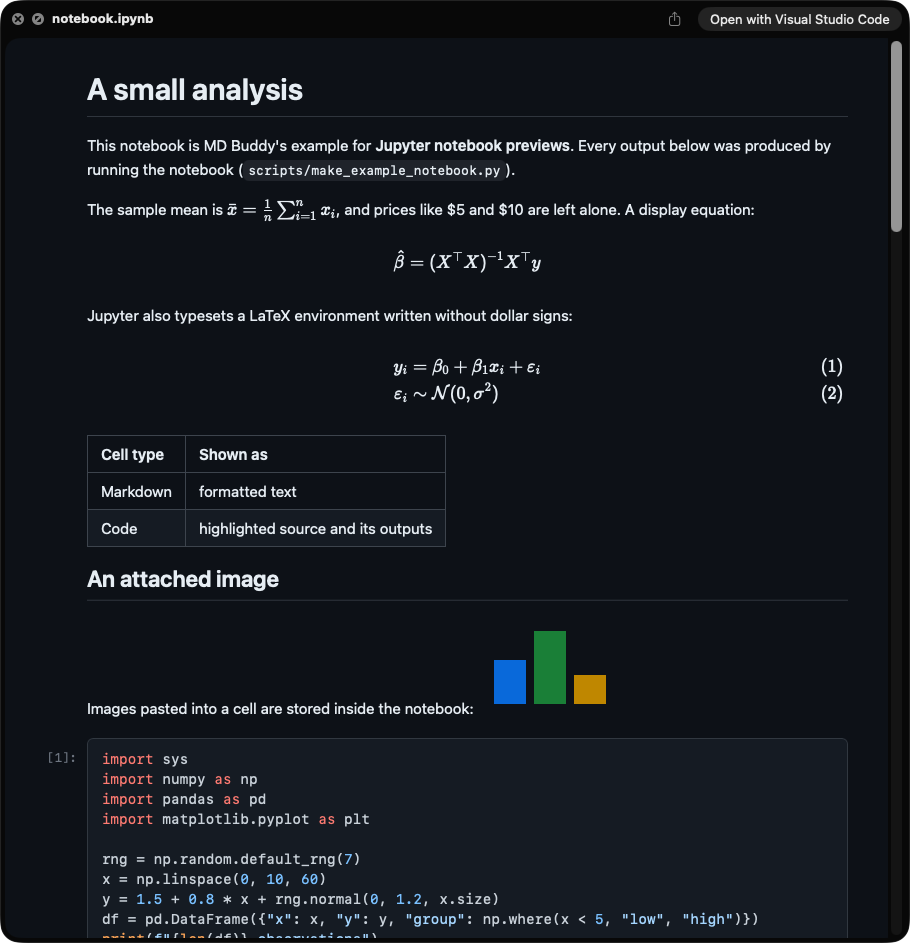 notebook.ipynb
Open with Visual Studio Code
A small analysis
This notebook is MD Buddy's example for Jupyter notebook previews. Every output below was produced by
running the notebook ( scripts/make_example_notebook.py ).
The sample mean is x̄ = 1/n ∑ⁿᵢ₌₁ xᵢ, and prices like $5 and $10 are left alone. A display equation:
β̂ = (X⊤X)⁻¹X⊤y
Jupyter also typesets a LaTeX environment written without dollar signs:
yᵢ = β₀ + β₁xᵢ + εᵢ (1)
εᵢ ∼ 𝒩(0, σ²) (2)
Cell type Shown as
Markdown formatted text
Code highlighted source and its outputs
An attached image
Images pasted into a cell are stored inside the notebook:
[1]:
import sys
import numpy as np
import pandas as pd
import matplotlib.pyplot as plt
rng = np.random.default_rng(7)
x = np.linspace(0, 10, 60)
y = 1.5 + 0.8 * x + rng.normal(0, 1.2, x.size)
df = pd.DataFrame({"x": x, "y": y, "group": np.where(x < 5, "low", "high")})
print(f"{len(df)} observations")